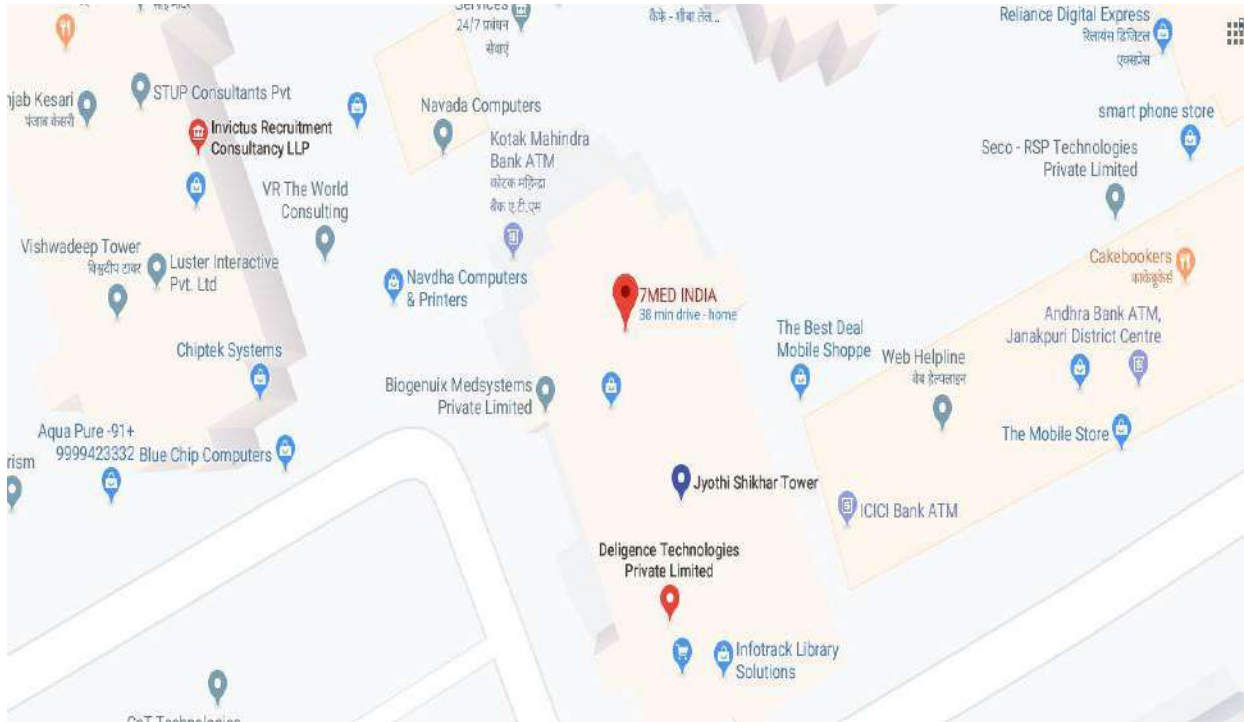 24/7 प्रबंधन
सेवाएं
Reliance Digital Express
रिलायंस डिजिटल
एक्सप्रेस
STUP Consultants Pvt
Kesari
पंजाब केसरी
Invictus Recruitment
Consultancy LLP
Navada Computers
Kotak Mahindra
Bank ATM
कोटक महिन्द्रा
बैंक ए.टी.एम
smart phone store
Seco - RSP Technologies
Private Limited
VR The World
Consulting
Vishwadeep Tower
विश्वदीप टावर
Luster Interactive
Pvt. Ltd
Navdha Computers
& Printers
7MED INDIA
38 min drive - home
Cakebookers
The Best Deal
Mobile Shoppe
Andhra Bank ATM,
Janakpuri District Centre
Web Helpline
वेब हेल्पलाइन
Chiptek Systems
Biogenuix Medsystems
Private Limited
Aqua Pure -91+
9999423332
Blue Chip Computers
The Mobile Store
Jyothi Shikhar Tower
ICICI Bank ATM
Deligence Technologies
Private Limited
Infotrack Library
Solutions